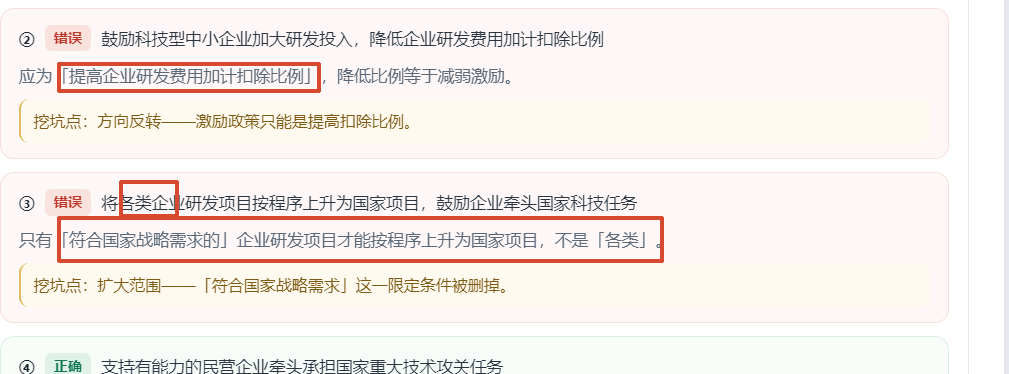 ② 错误 鼓励科技型中小企业加大研发投入，降低企业研发费用加计扣除比例
应为「提高企业研发费用加计扣除比例」，降低比例等于减弱激励。
挖坑点：方向反转——激励政策只能是提高扣除比例。
③ 错误 将各类企业研发项目按程序上升为国家项目，鼓励企业牵头国家科技任务
只有「符合国家战略需求的」企业研发项目才能按程序上升为国家项目，不是「各类」。
挖坑点：扩大范围——「符合国家战略需求」这一限定条件被删掉。
④ 正确 支持有能力的民营企业牵头承担国家重大技术攻关任务